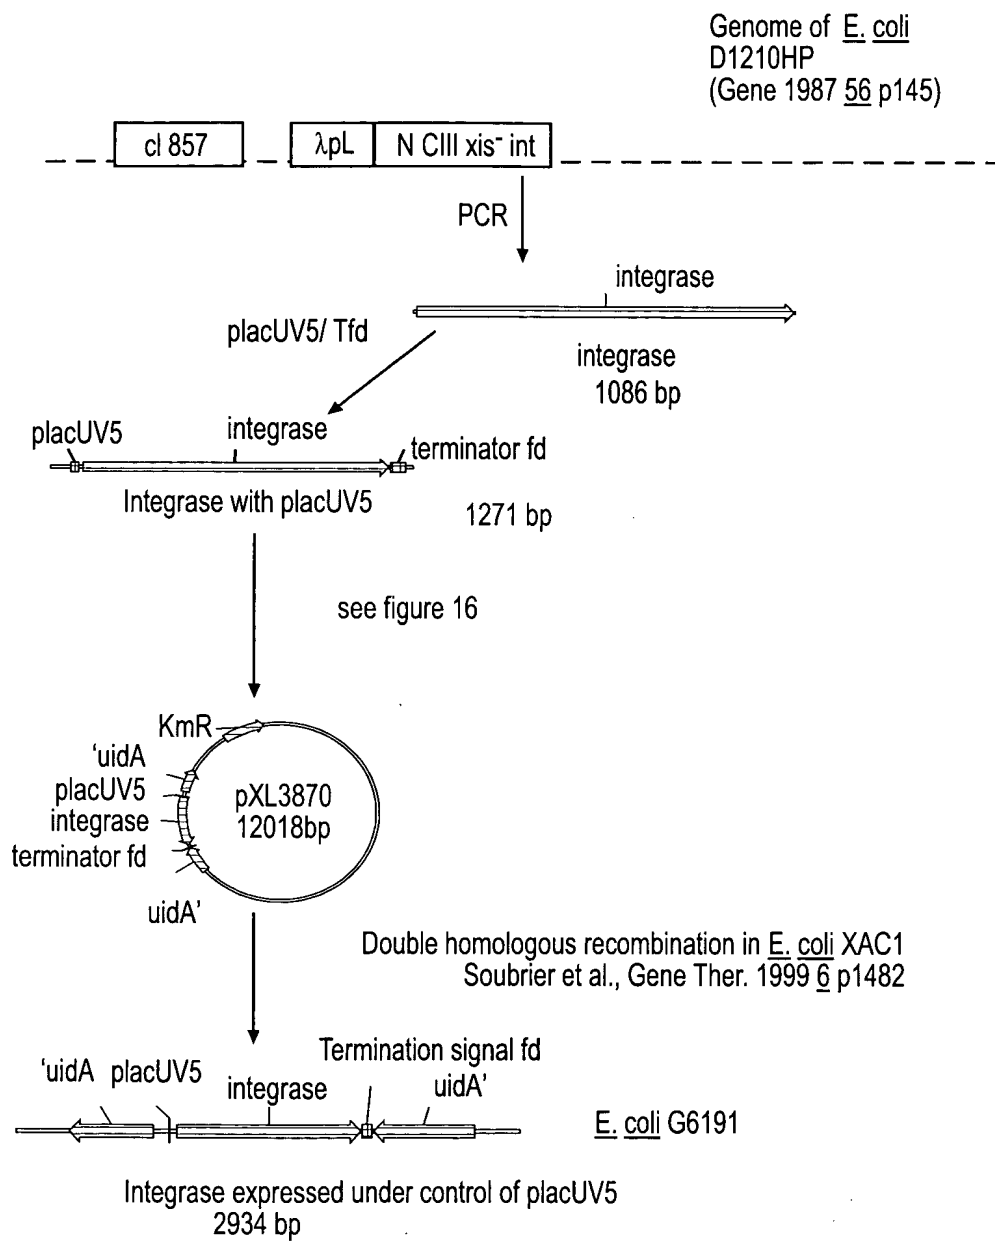 Genome of E. coli
D1210HP
(Gene 1987 56 p145)
cI 857
λpL
N CIII xis⁻ int
PCR
integrase
placUV5/ Tfd
integrase
1086 bp
placUV5
integrase
terminator fd
Integrase with placUV5
1271 bp
see figure 16
KmR
'uidA
placUV5
integrase
terminator fd
uidA'
pXL3870
12018bp
Double homologous recombination in E. coli XAC1
Soubrier et al., Gene Ther. 1999 6 p1482
'uidA
placUV5
integrase
Termination signal fd
uidA'
E. coli G6191
Integrase expressed under control of placUV5
2934 bp